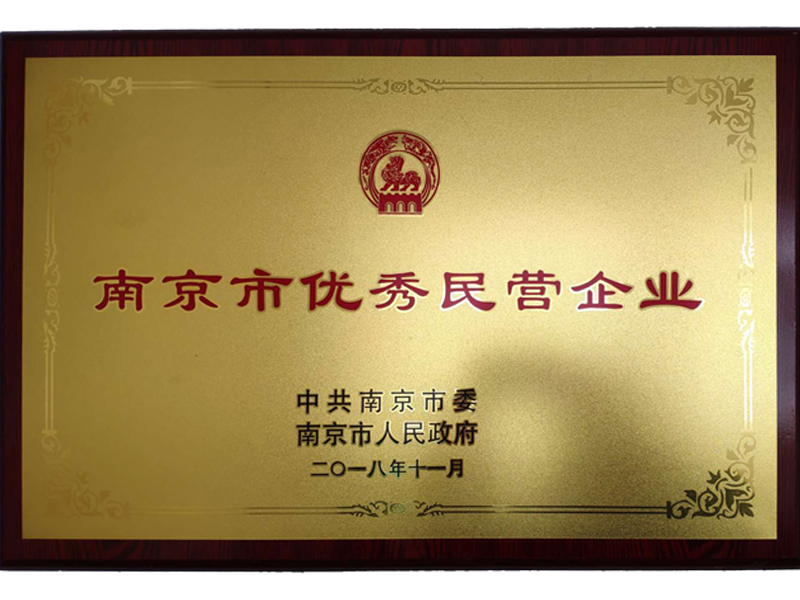 南京市优秀民营企业
中共南京市委
南京市人民政府
二〇一八年十一月